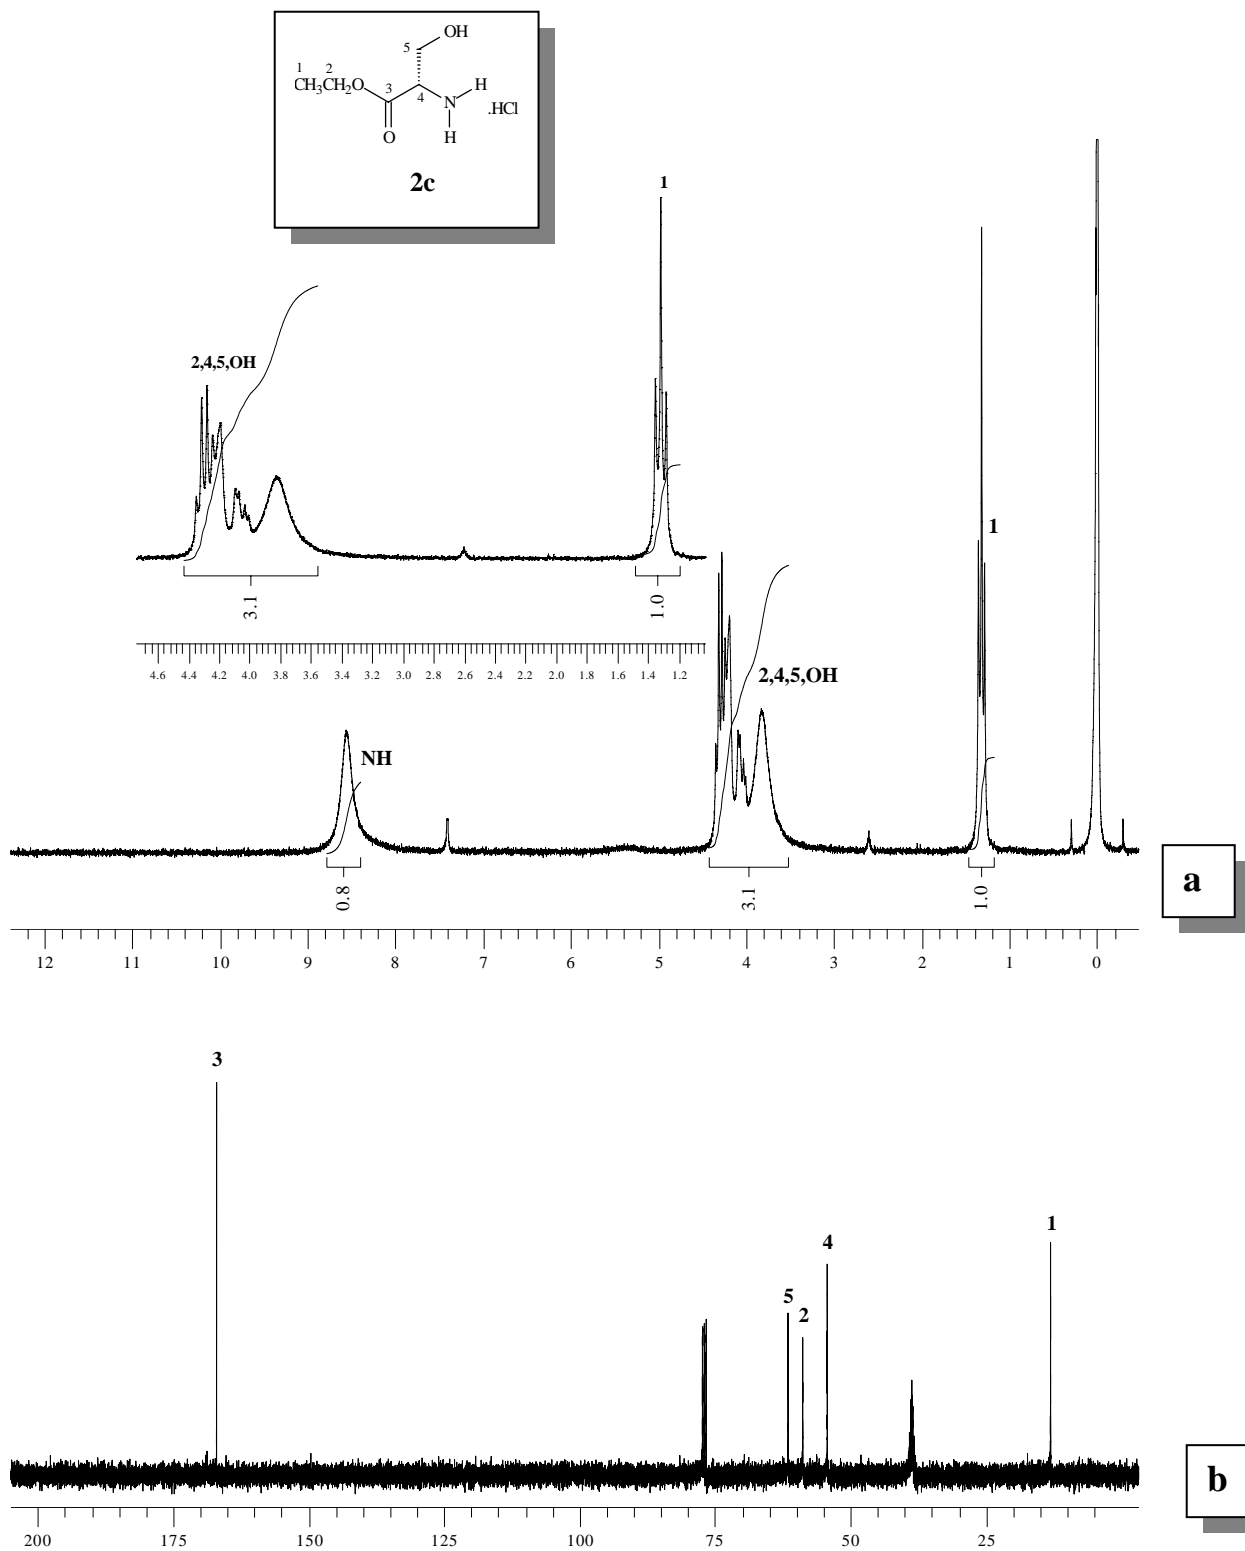 OH
5
1 2
CH₃CH₂O 3 4 N H
.HCl
O H
2c
1
2,4,5,OH
3.1 1.0
4.6 4.4 4.2 4.0 3.8 3.6 3.4 3.2 3.0 2.8 2.6 2.4 2.2 2.0 1.8 1.6 1.4 1.2
1
2,4,5,OH
NH
0.8 3.1 1.0
a
12 11 10 9 8 7 6 5 4 3 2 1 0
3
1
4
5
2
b
200 175 150 125 100 75 50 25